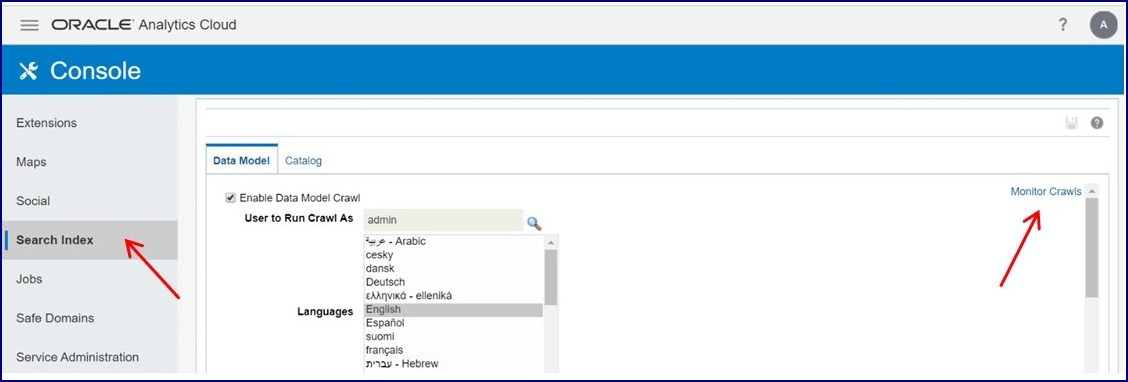 ORACLE Analytics Cloud
? A
Console
Extensions
Maps
Social
Search Index
Jobs
Safe Domains
Service Administration
?
Data Model Catalog
Monitor Crawls
Enable Data Model Crawl
User to Run Crawl As admin
Languages
عربية - Arabic
cesky
dansk
Deutsch
ελληνικά - elleniká
English
Español
suomi
français
עברית - Hebrew